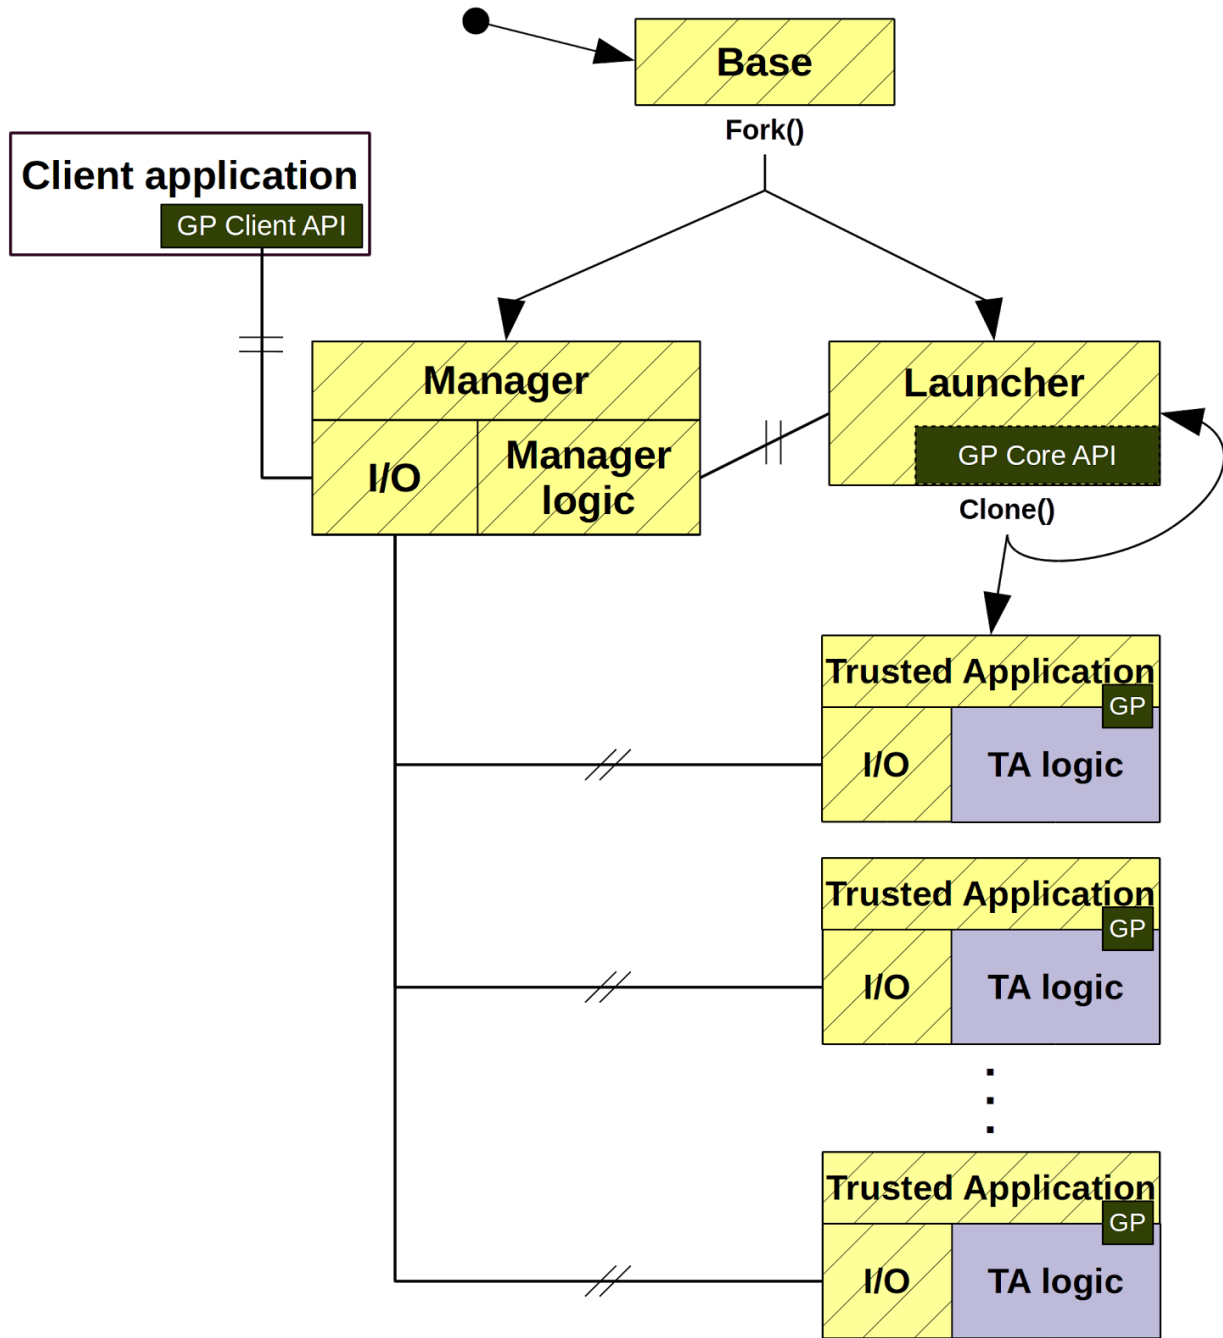 Base
Fork()
Client application
GP Client API
Manager
I/O
Manager
logic
Launcher
GP Core API
Clone()
Trusted Application
GP
I/O
TA logic
Trusted Application
GP
I/O
TA logic
Trusted Application
GP
I/O
TA logic